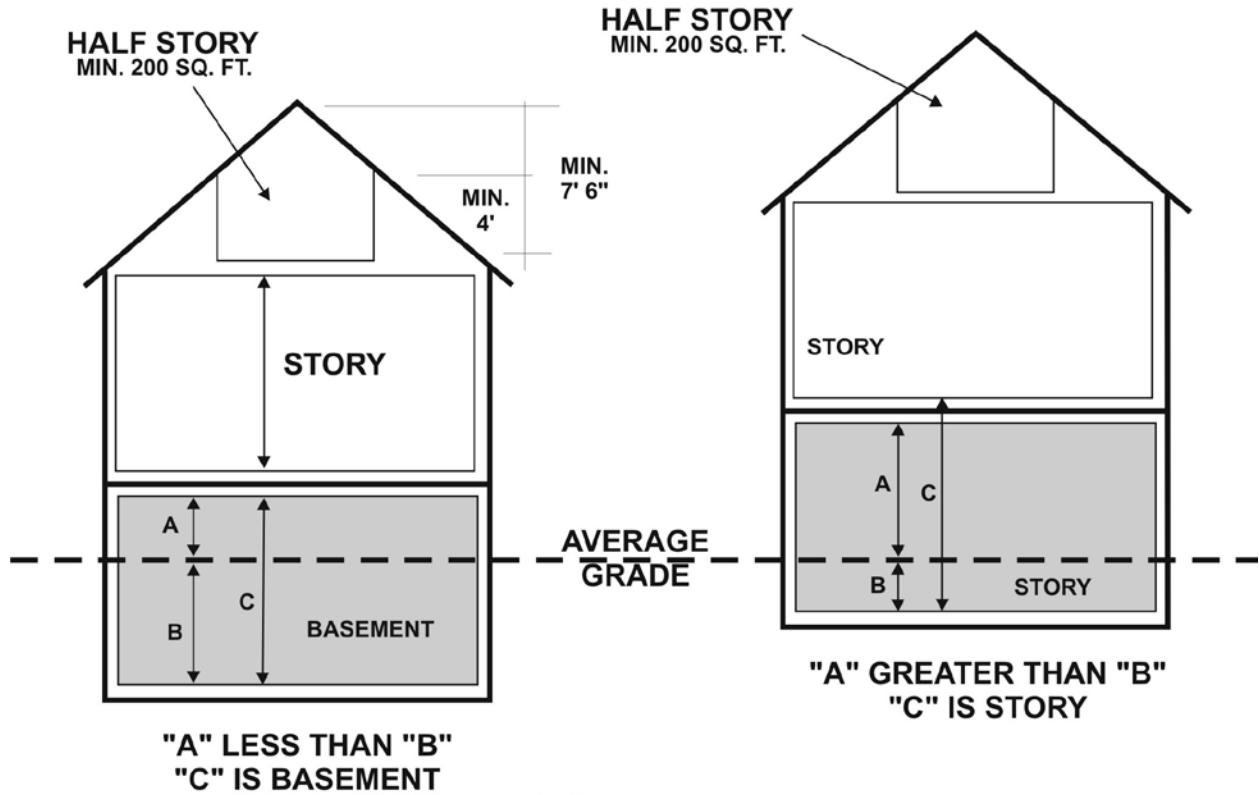 HALF STORY
MIN. 200 SQ. FT.
MIN.
7' 6"
MIN.
4'
STORY
A
B
C
BASEMENT
"A" LESS THAN "B"
"C" IS BASEMENT
AVERAGE
GRADE
HALF STORY
MIN. 200 SQ. FT.
STORY
A
C
B
STORY
"A" GREATER THAN "B"
"C" IS STORY